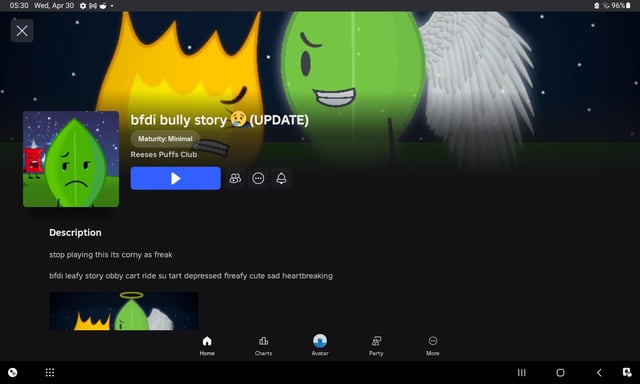 05:30 Wed, Apr 30
96%
bfdi bully story 😢 (UPDATE)
Maturity: Minimal
Reeses Puffs Club
Description
stop playing this its corny as freak
bfdi leafy story obby cart ride su tart depressed fireafy cute sad heartbreaking
Home
Charts
Avatar
Party
More